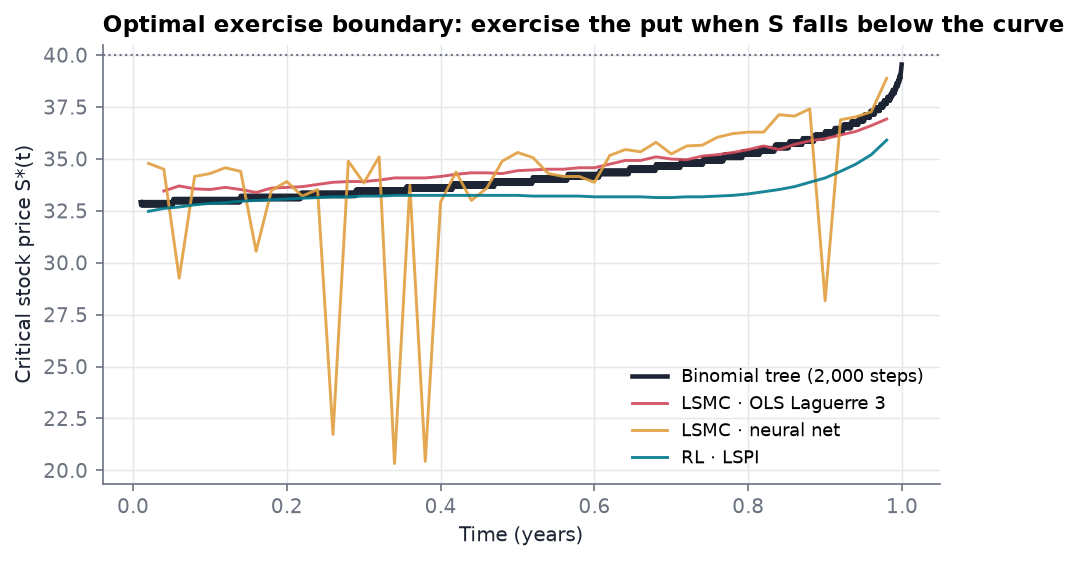 Optimal exercise boundary: exercise the put when S falls below the curve
Critical stock price S*(t)
40.0
37.5
35.0
32.5
30.0
27.5
25.0
22.5
20.0
Binomial tree (2,000 steps)
LSMC · OLS Laguerre 3
LSMC · neural net
RL · LSPI
0.0 0.2 0.4 0.6 0.8 1.0
Time (years)